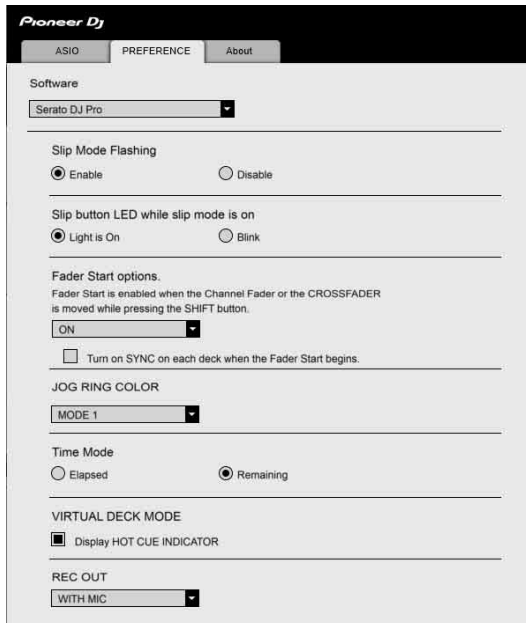 Pioneer Dj
ASIO PREFERENCE About
Software
Serato DJ Pro
Slip Mode Flashing
Enable Disable
Slip button LED while slip mode is on
Light is On Blink
Fader Start options.
Fader Start is enabled when the Channel Fader or the CROSSFADER
is moved while pressing the SHIFT button.
ON
Turn on SYNC on each deck when the Fader Start begins.
JOG RING COLOR
MODE 1
Time Mode
Elapsed Remaining
VIRTUAL DECK MODE
Display HOT CUE INDICATOR
REC OUT
WITH MIC